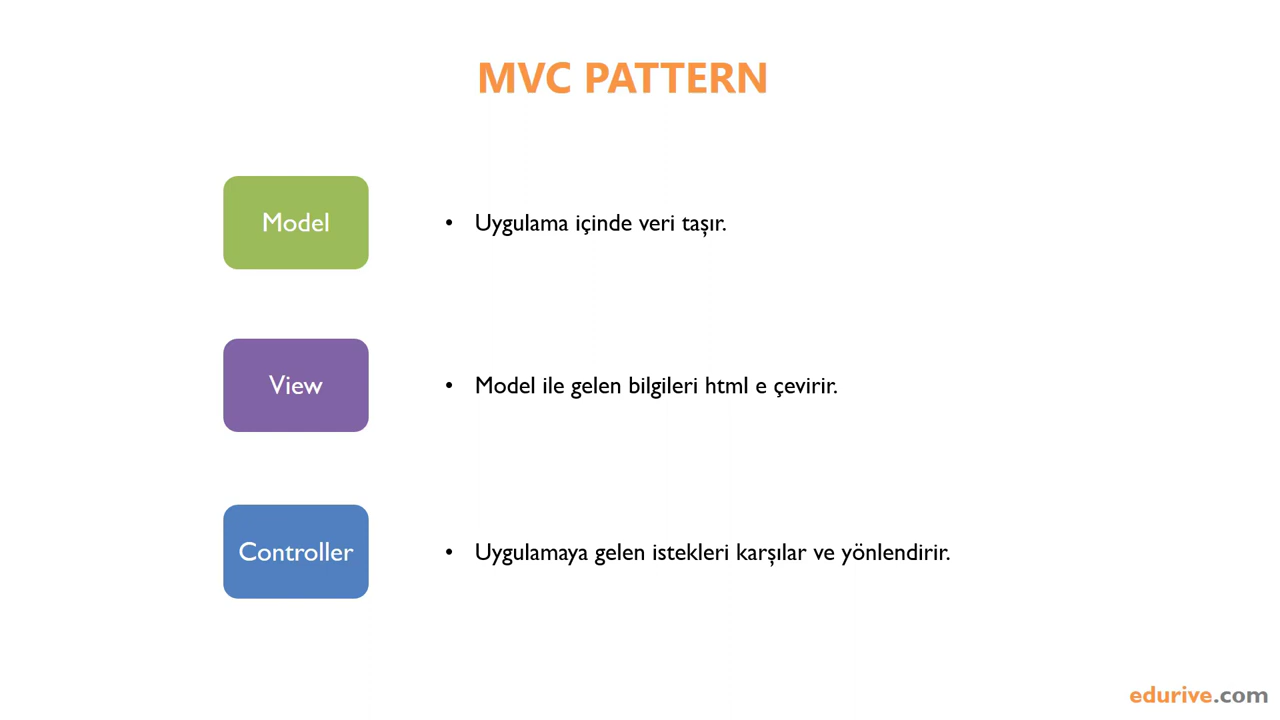 MVC PATTERN
Model
• Uygulama içinde veri taşır.
View
• Model ile gelen bilgileri html e çevirir.
Controller
• Uygulamaya gelen istekleri karşılar ve yönlendirir.
edurive.com